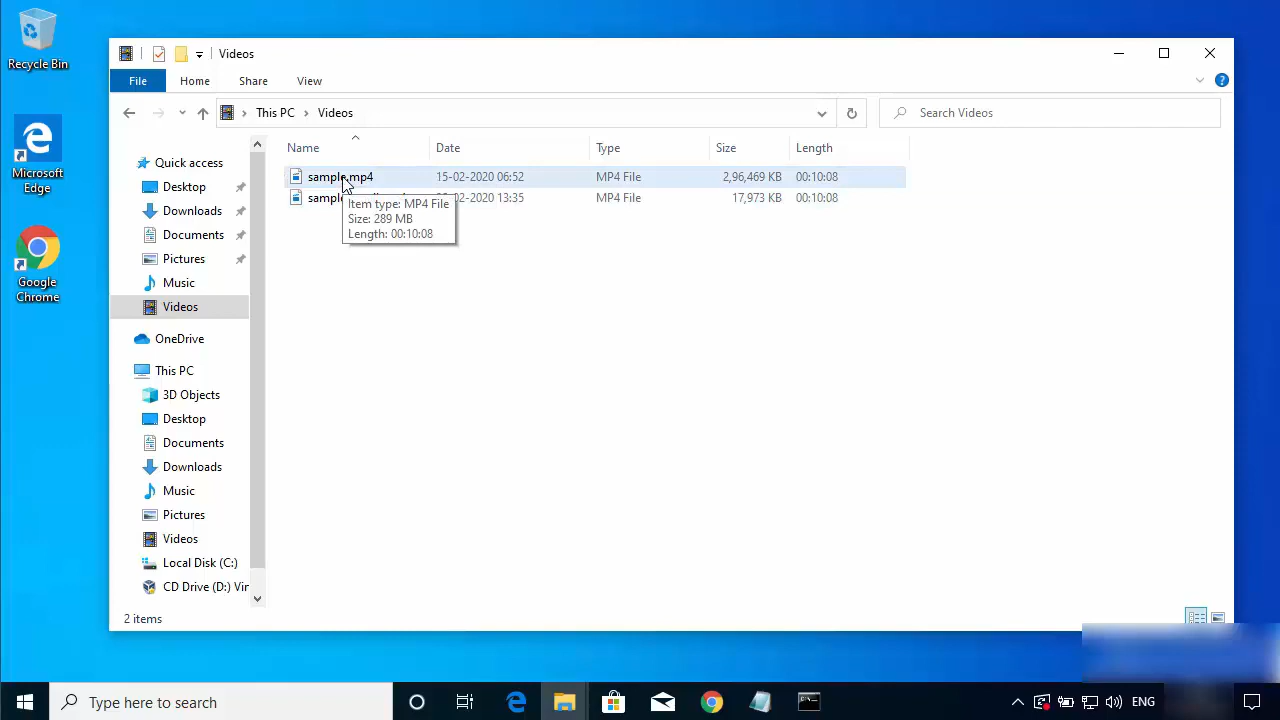 Recycle Bin
Microsoft
Edge
Google
Chrome
Videos
File Home Share View
This PC Videos
Search Videos
Name Date Type Size Length
sample.mp4 15-02-2020 06:52 MP4 File 2,96,469 KB 00:10:08
13:35 MP4 File 17,973 KB 00:10:08
Item type: MP4 File
Size: 289 MB
Length: 00:10:08
Quick access
Desktop
Downloads
Documents
Pictures
Music
Videos
OneDrive
This PC
3D Objects
Desktop
Documents
Downloads
Music
Pictures
Videos
Local Disk (C:)
CD Drive (D:) Vir
2 items
Type here to search
ENG